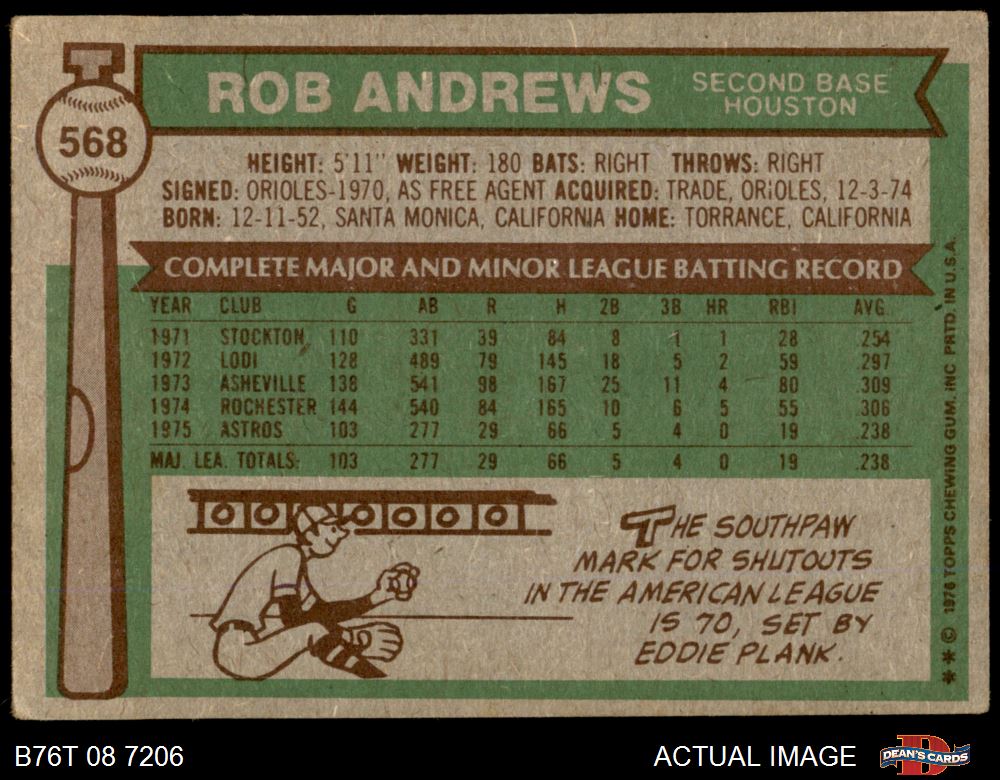 568
ROB ANDREWS
SECOND BASE
HOUSTON
HEIGHT: 5'11" WEIGHT: 180 BATS: RIGHT THROWS: RIGHT
SIGNED: ORIOLES-1970, AS FREE AGENT ACQUIRED: TRADE, ORIOLES, 12-3-74
BORN: 12-11-52, SANTA MONICA, CALIFORNIA HOME: TORRANCE, CALIFORNIA
COMPLETE MAJOR AND MINOR LEAGUE BATTING RECORD
YEAR CLUB G AB R H 2B 3B HR RBI AVG.
1971 STOCKTON 110 331 39 84 8 1 1 28 .254
1972 LODI 128 489 79 145 18 5 2 59 .297
1973 ASHEVILLE 138 541 98 167 25 11 4 80 .309
1974 ROCHESTER 144 540 84 165 10 6 5 55 .306
1975 ASTROS 103 277 29 66 5 4 0 19 .238
MAJ. LEA. TOTALS: 103 277 29 66 5 4 0 19 .238
0 0 0 0 0 0 0
THE SOUTHPAW
MARK FOR SHUTOUTS
IN THE AMERICAN LEAGUE
IS 70, SET BY
EDDIE PLANK.
** © 1976 TOPPS CHEWING GUM, INC PRTD. IN U.S.A.
B76T 08 7206
ACTUAL IMAGE
D
DEAN'S CARDS